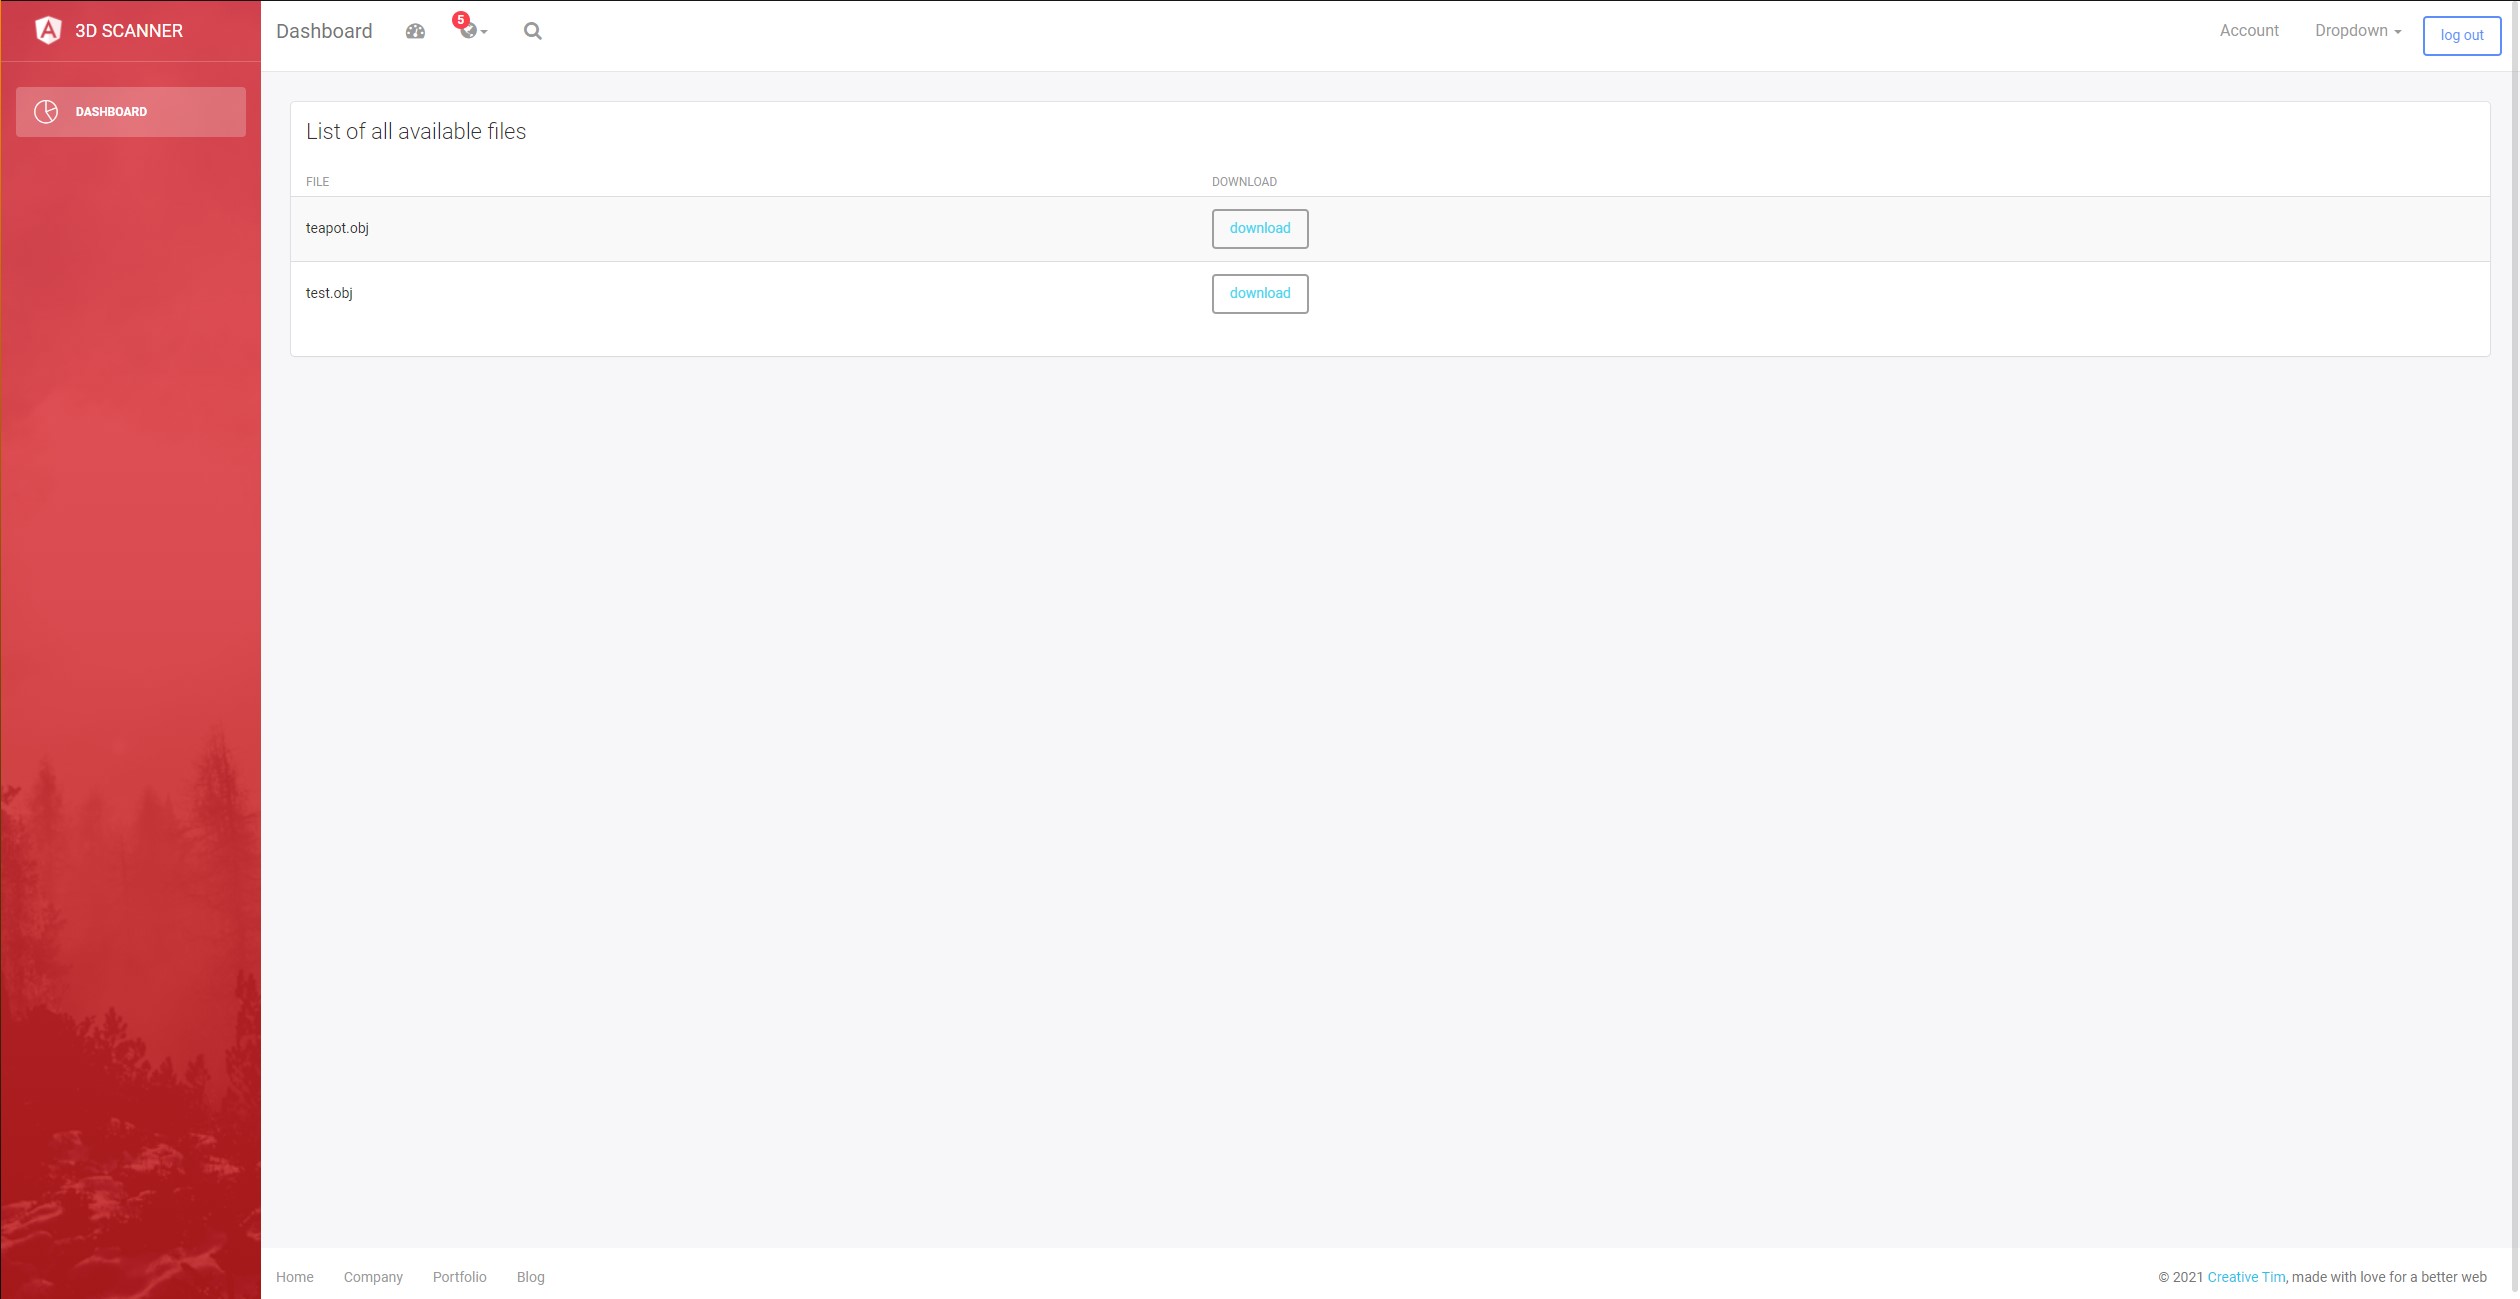 3D SCANNER
DASHBOARD
Dashboard
5
Account
Dropdown
log out
List of all available files
FILE
DOWNLOAD
teapot.obj
download
test.obj
download
Home
Company
Portfolio
Blog
© 2021 Creative Tim, made with love for a better web